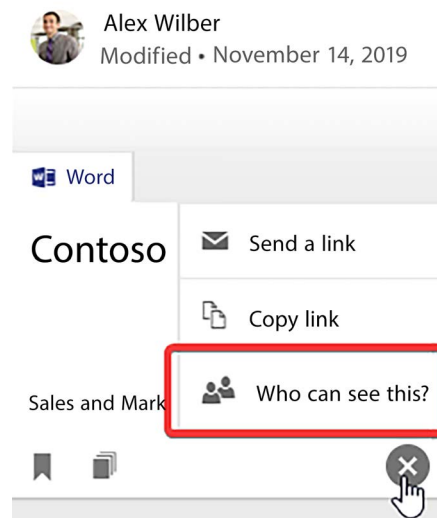 Alex Wilber
Modified • November 14, 2019
Word
Contoso
Send a link
Copy link
Who can see this?
Sales and Mark